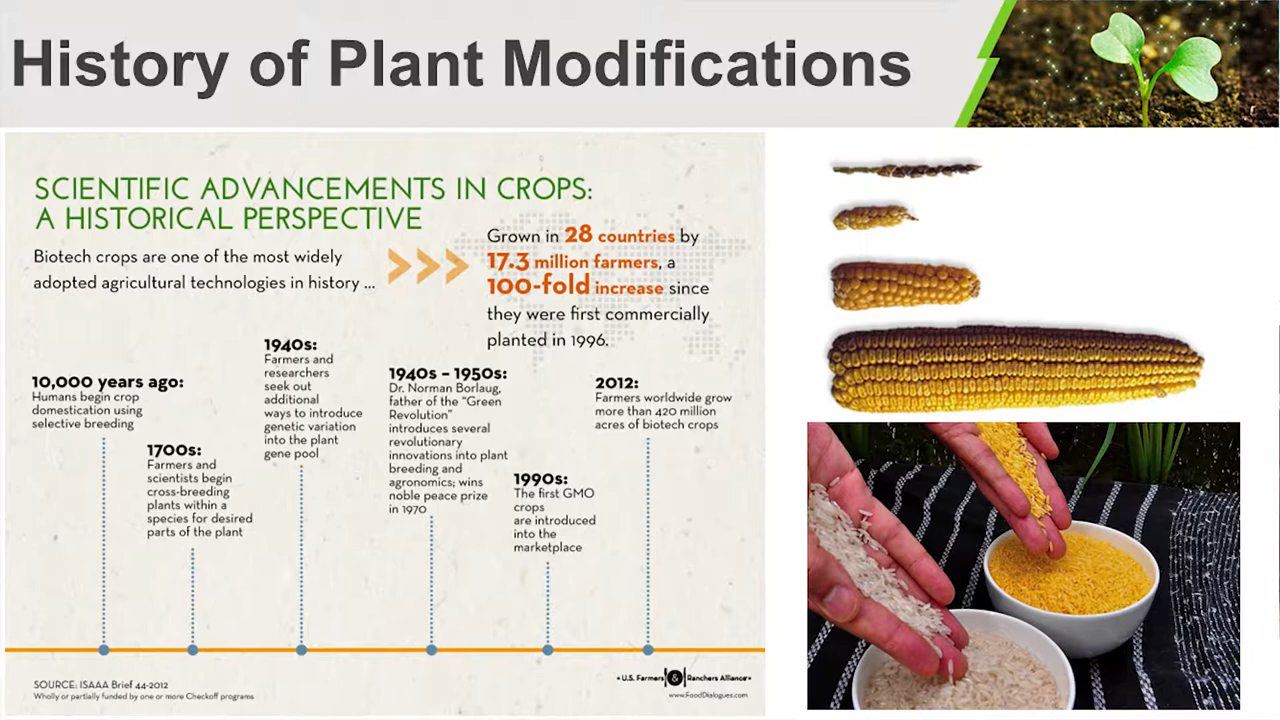 History of Plant Modifications
SCIENTIFIC ADVANCEMENTS IN CROPS:
A HISTORICAL PERSPECTIVE
Biotech crops are one of the most widely
adopted agricultural technologies in history ...
Grown in 28 countries by
17.3 million farmers, a
100-fold increase since
they were first commercially
planted in 1996.
10,000 years ago:
Humans begin crop
domestication using
selective breeding
1700s:
Farmers and
scientists begin
cross-breeding
plants within a
species for desired
parts of the plant
1940s:
Farmers and
researchers
seek out
additional
ways to introduce
genetic variation
into the plant
gene pool
1940s – 1950s:
Dr. Norman Borlaug,
father of the "Green
Revolution"
introduces several
revolutionary
innovations into plant
breeding and
agronomics; wins
noble peace prize
in 1970
1990s:
The first GMO
crops
are introduced
into the
marketplace
2012:
Farmers worldwide grow
more than 420 million
acres of biotech crops
SOURCE: ISAAA Brief 44-2012
Wholly or partially funded by one or more Checkoff programs
• U.S. Farmers & Ranchers Alliance •
www.FoodDialogues.com